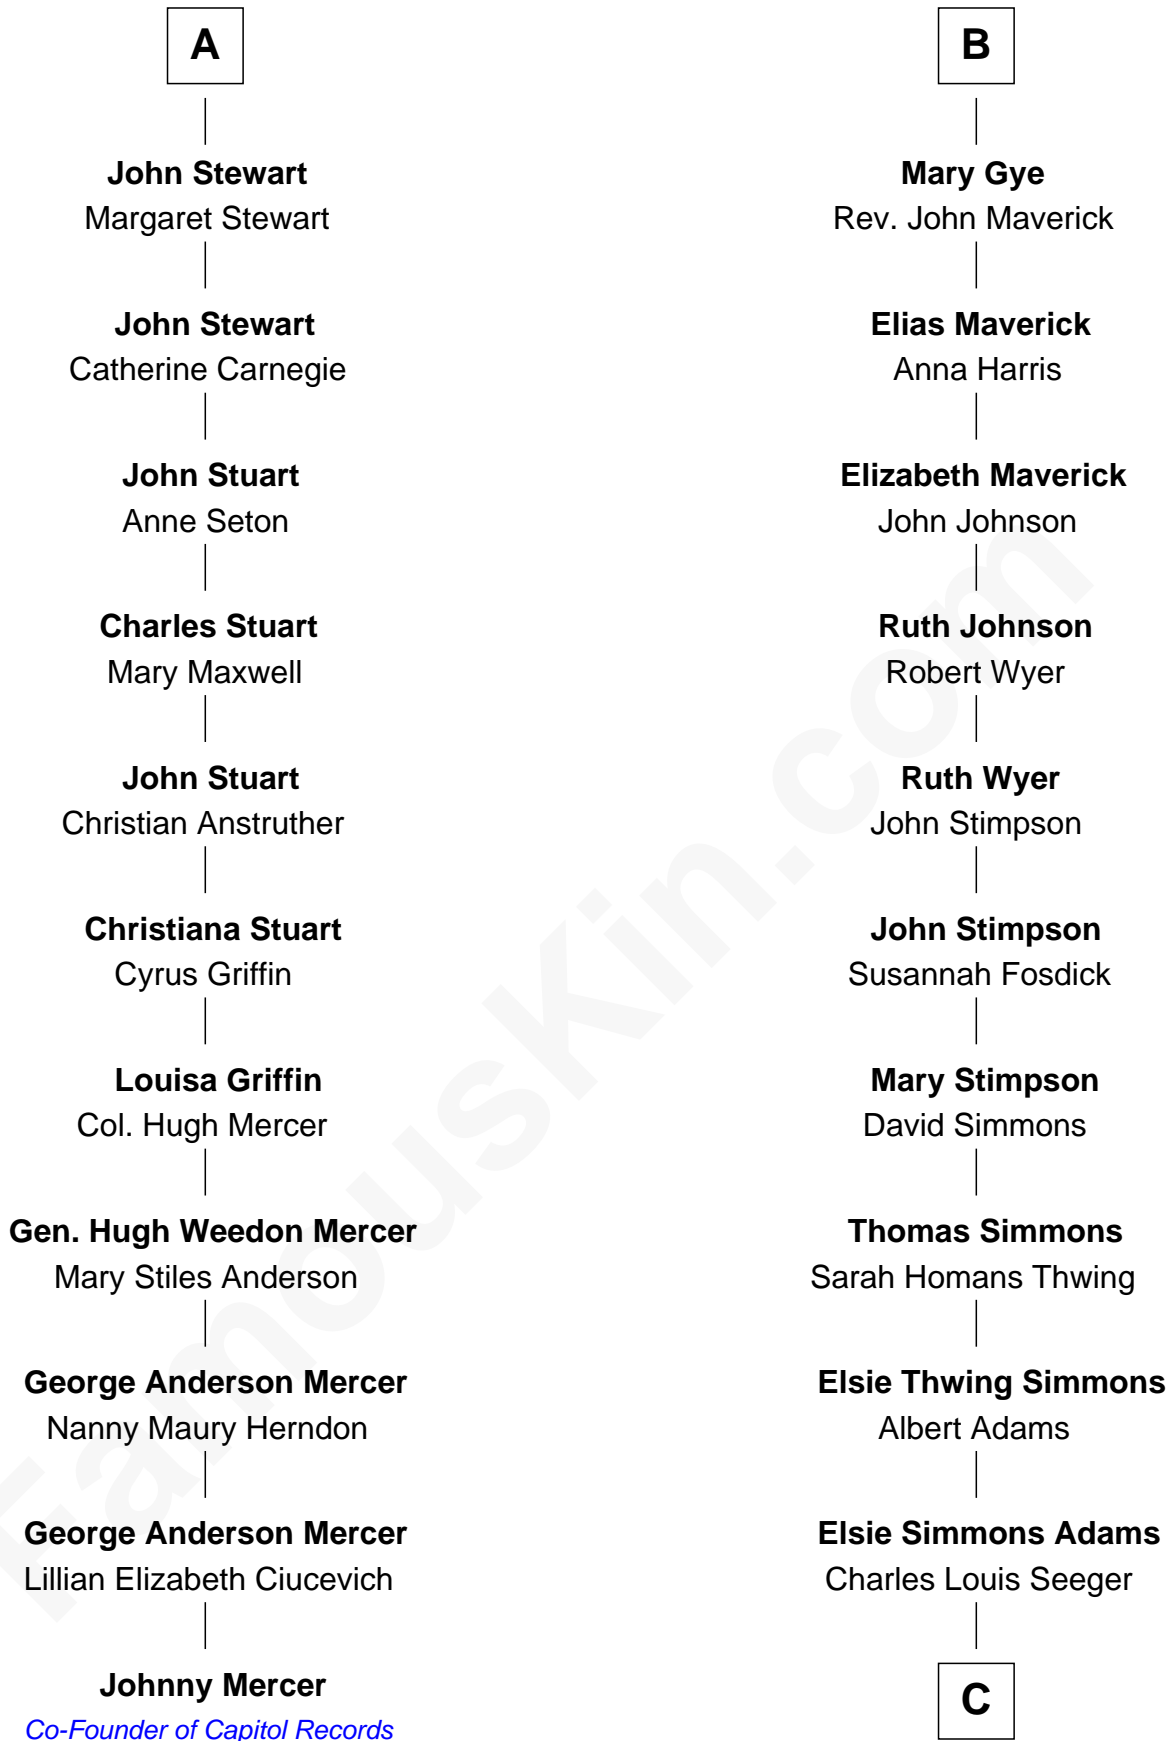 A
John Stewart
Margaret Stewart
John Stewart
Catherine Carnegie
John Stuart
Anne Seton
Charles Stuart
Mary Maxwell
John Stuart
Christian Anstruther
Christiana Stuart
Cyrus Griffin
Louisa Griffin
Col. Hugh Mercer
Gen. Hugh Weedon Mercer
Mary Stiles Anderson
George Anderson Mercer
Nanny Maury Herndon
George Anderson Mercer
Lillian Elizabeth Ciucevich
Johnny Mercer
Co-Founder of Capitol Records
B
Mary Gye
Rev. John Maverick
Elias Maverick
Anna Harris
Elizabeth Maverick
John Johnson
Ruth Johnson
Robert Wyer
Ruth Wyer
John Stimpson
John Stimpson
Susannah Fosdick
Mary Stimpson
David Simmons
Thomas Simmons
Sarah Homans Thwing
Elsie Thwing Simmons
Albert Adams
Elsie Simmons Adams
Charles Louis Seeger
C
FamousKin.com